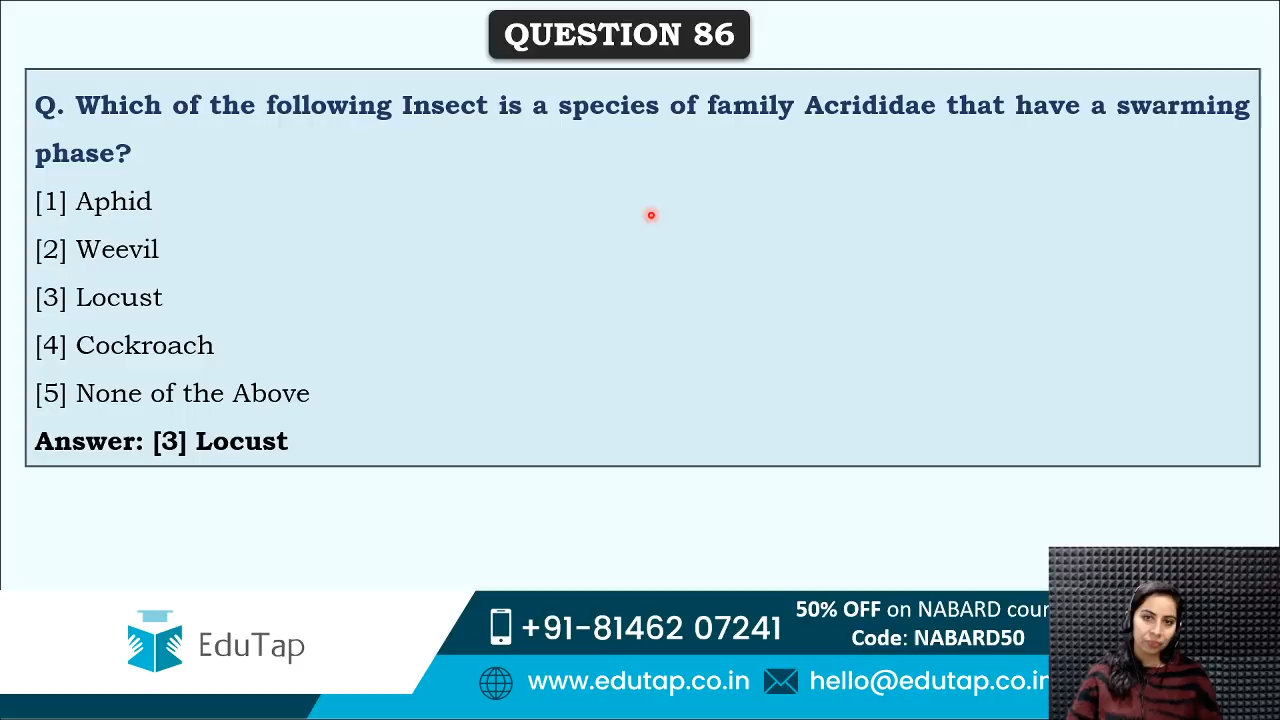 QUESTION 86
Q. Which of the following Insect is a species of family Acrididae that have a swarming
phase?
[1] Aphid
[2] Weevil
[3] Locust
[4] Cockroach
[5] None of the Above
Answer: [3] Locust
EduTap
+91-81462 07241
50% OFF on NABARD
Code: NABARD50
www.edutap.co.in
hello@edutap.co.in